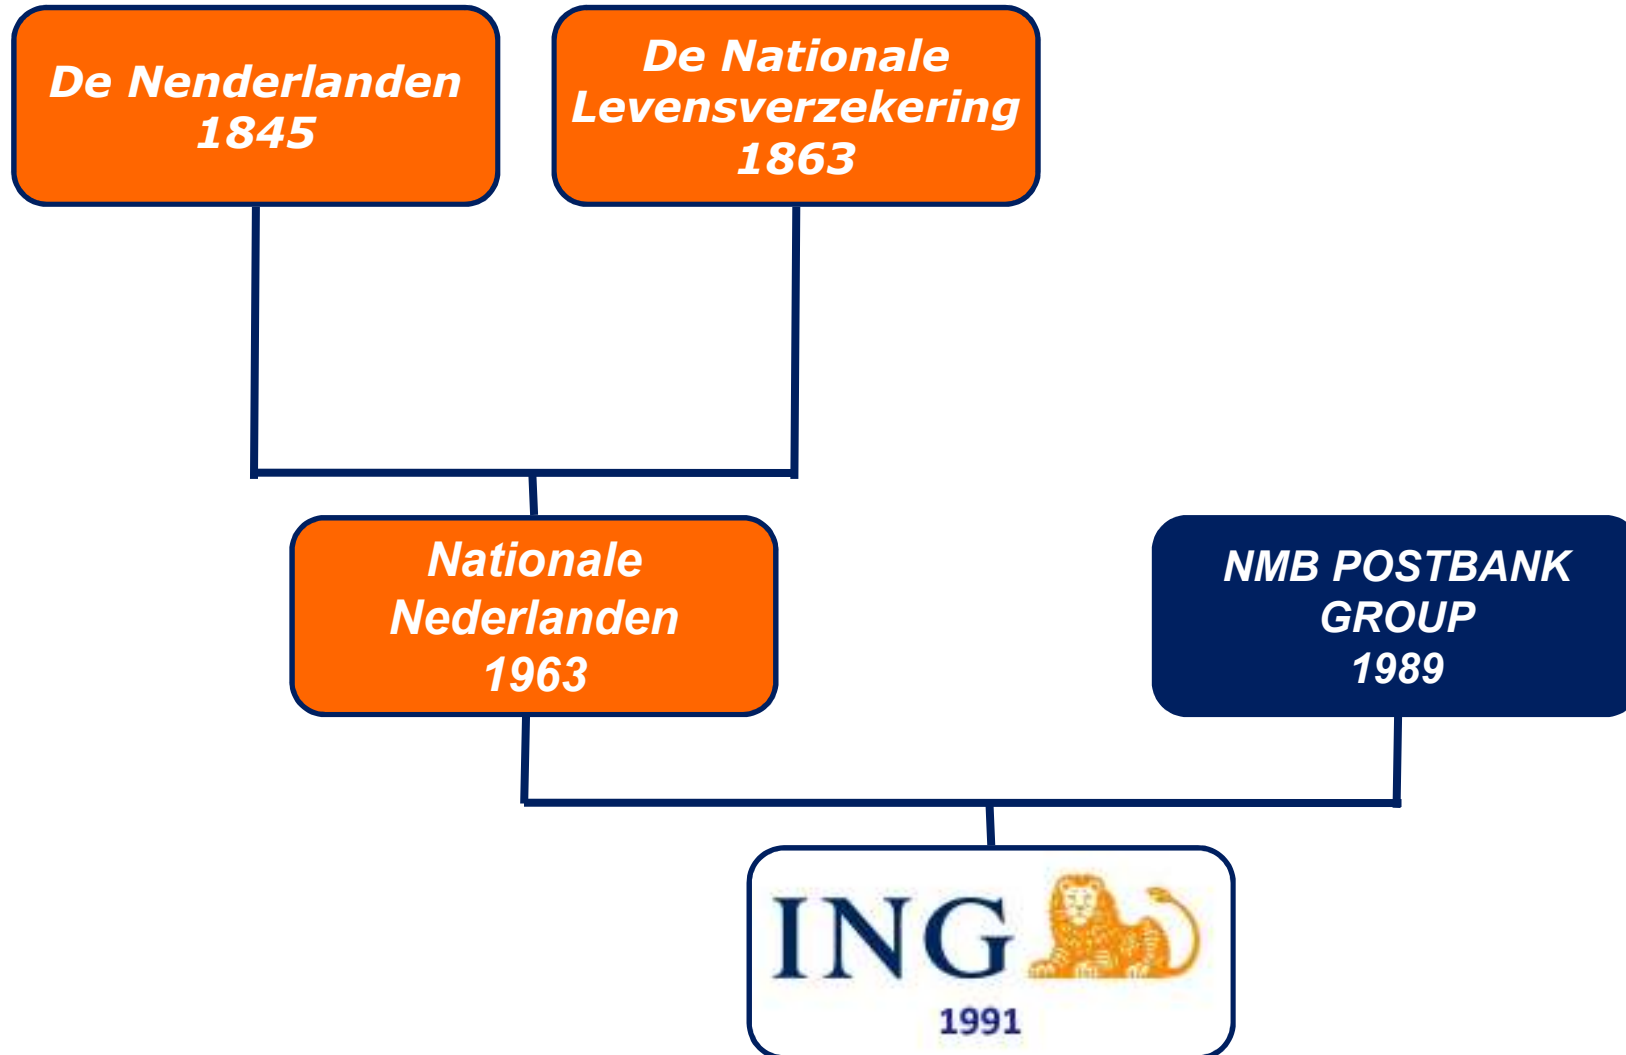 De Nenderlanden
1845
De Nationale
Levensverzekering
1863
Nationale
Nederlanden
1963
NMB POSTBANK
GROUP
1989
ING
1991